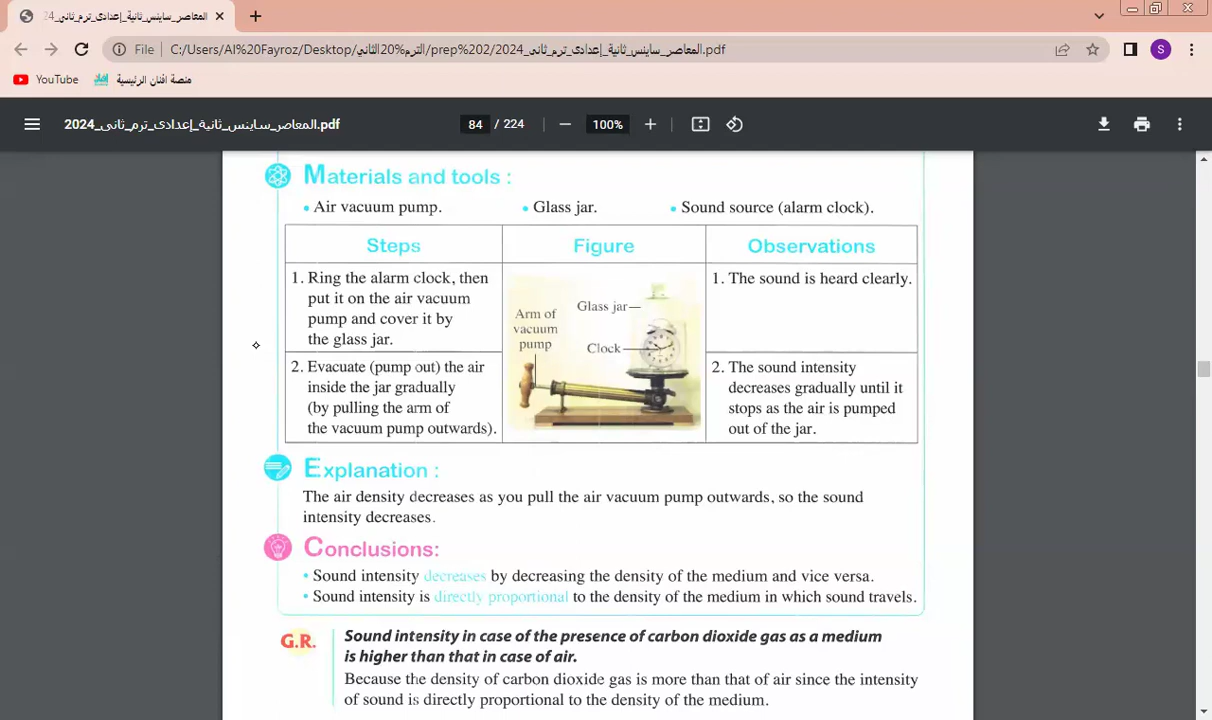 المعاصر_ساينس_ثانية_إعدادى_ترم_ثانى_24
File
C:/Users/Al%20Fayroz/Desktop/الترم%20الثاني/prep%202/2024_المعاصر_ساينس_ثانية_إعدادى_ترم_ثانى.pdf
S
YouTube
منصة افنان الرئيسية
2024_المعاصر_ساينس_ثانية_إعدادى_ترم_ثانى.pdf
84 / 224
100%
Materials and tools :
• Air vacuum pump. • Glass jar. • Sound source (alarm clock).
Steps Figure Observations
1. Ring the alarm clock, then
put it on the air vacuum
pump and cover it by
the glass jar.
Glass jar
Arm of
vacuum
pump
Clock
1. The sound is heard clearly.
2. Evacuate (pump out) the air
inside the jar gradually
(by pulling the arm of
the vacuum pump outwards).
2. The sound intensity
decreases gradually until it
stops as the air is pumped
out of the jar.
Explanation :
The air density decreases as you pull the air vacuum pump outwards, so the sound
intensity decreases.
Conclusions:
• Sound intensity decreases by decreasing the density of the medium and vice versa.
• Sound intensity is directly proportional to the density of the medium in which sound travels.
G.R.
Sound intensity in case of the presence of carbon dioxide gas as a medium
is higher than that in case of air.
Because the density of carbon dioxide gas is more than that of air since the intensity
of sound is directly proportional to the density of the medium.